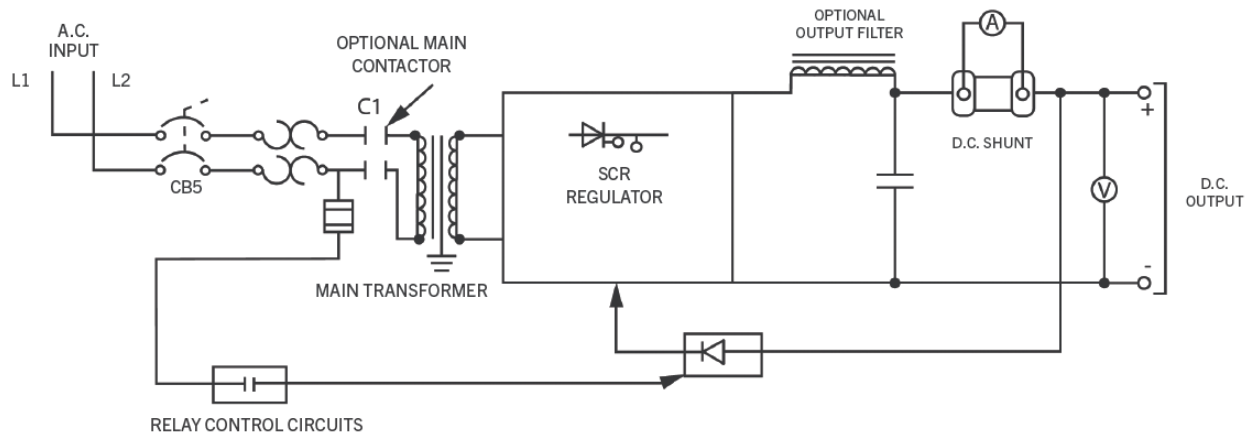 A.C.
INPUT
L1
L2
OPTIONAL MAIN
CONTACTOR
C1
CB5
MAIN TRANSFORMER
SCR
REGULATOR
OPTIONAL
OUTPUT FILTER
A
D.C. SHUNT
+
V
-
D.C.
OUTPUT
RELAY CONTROL CIRCUITS